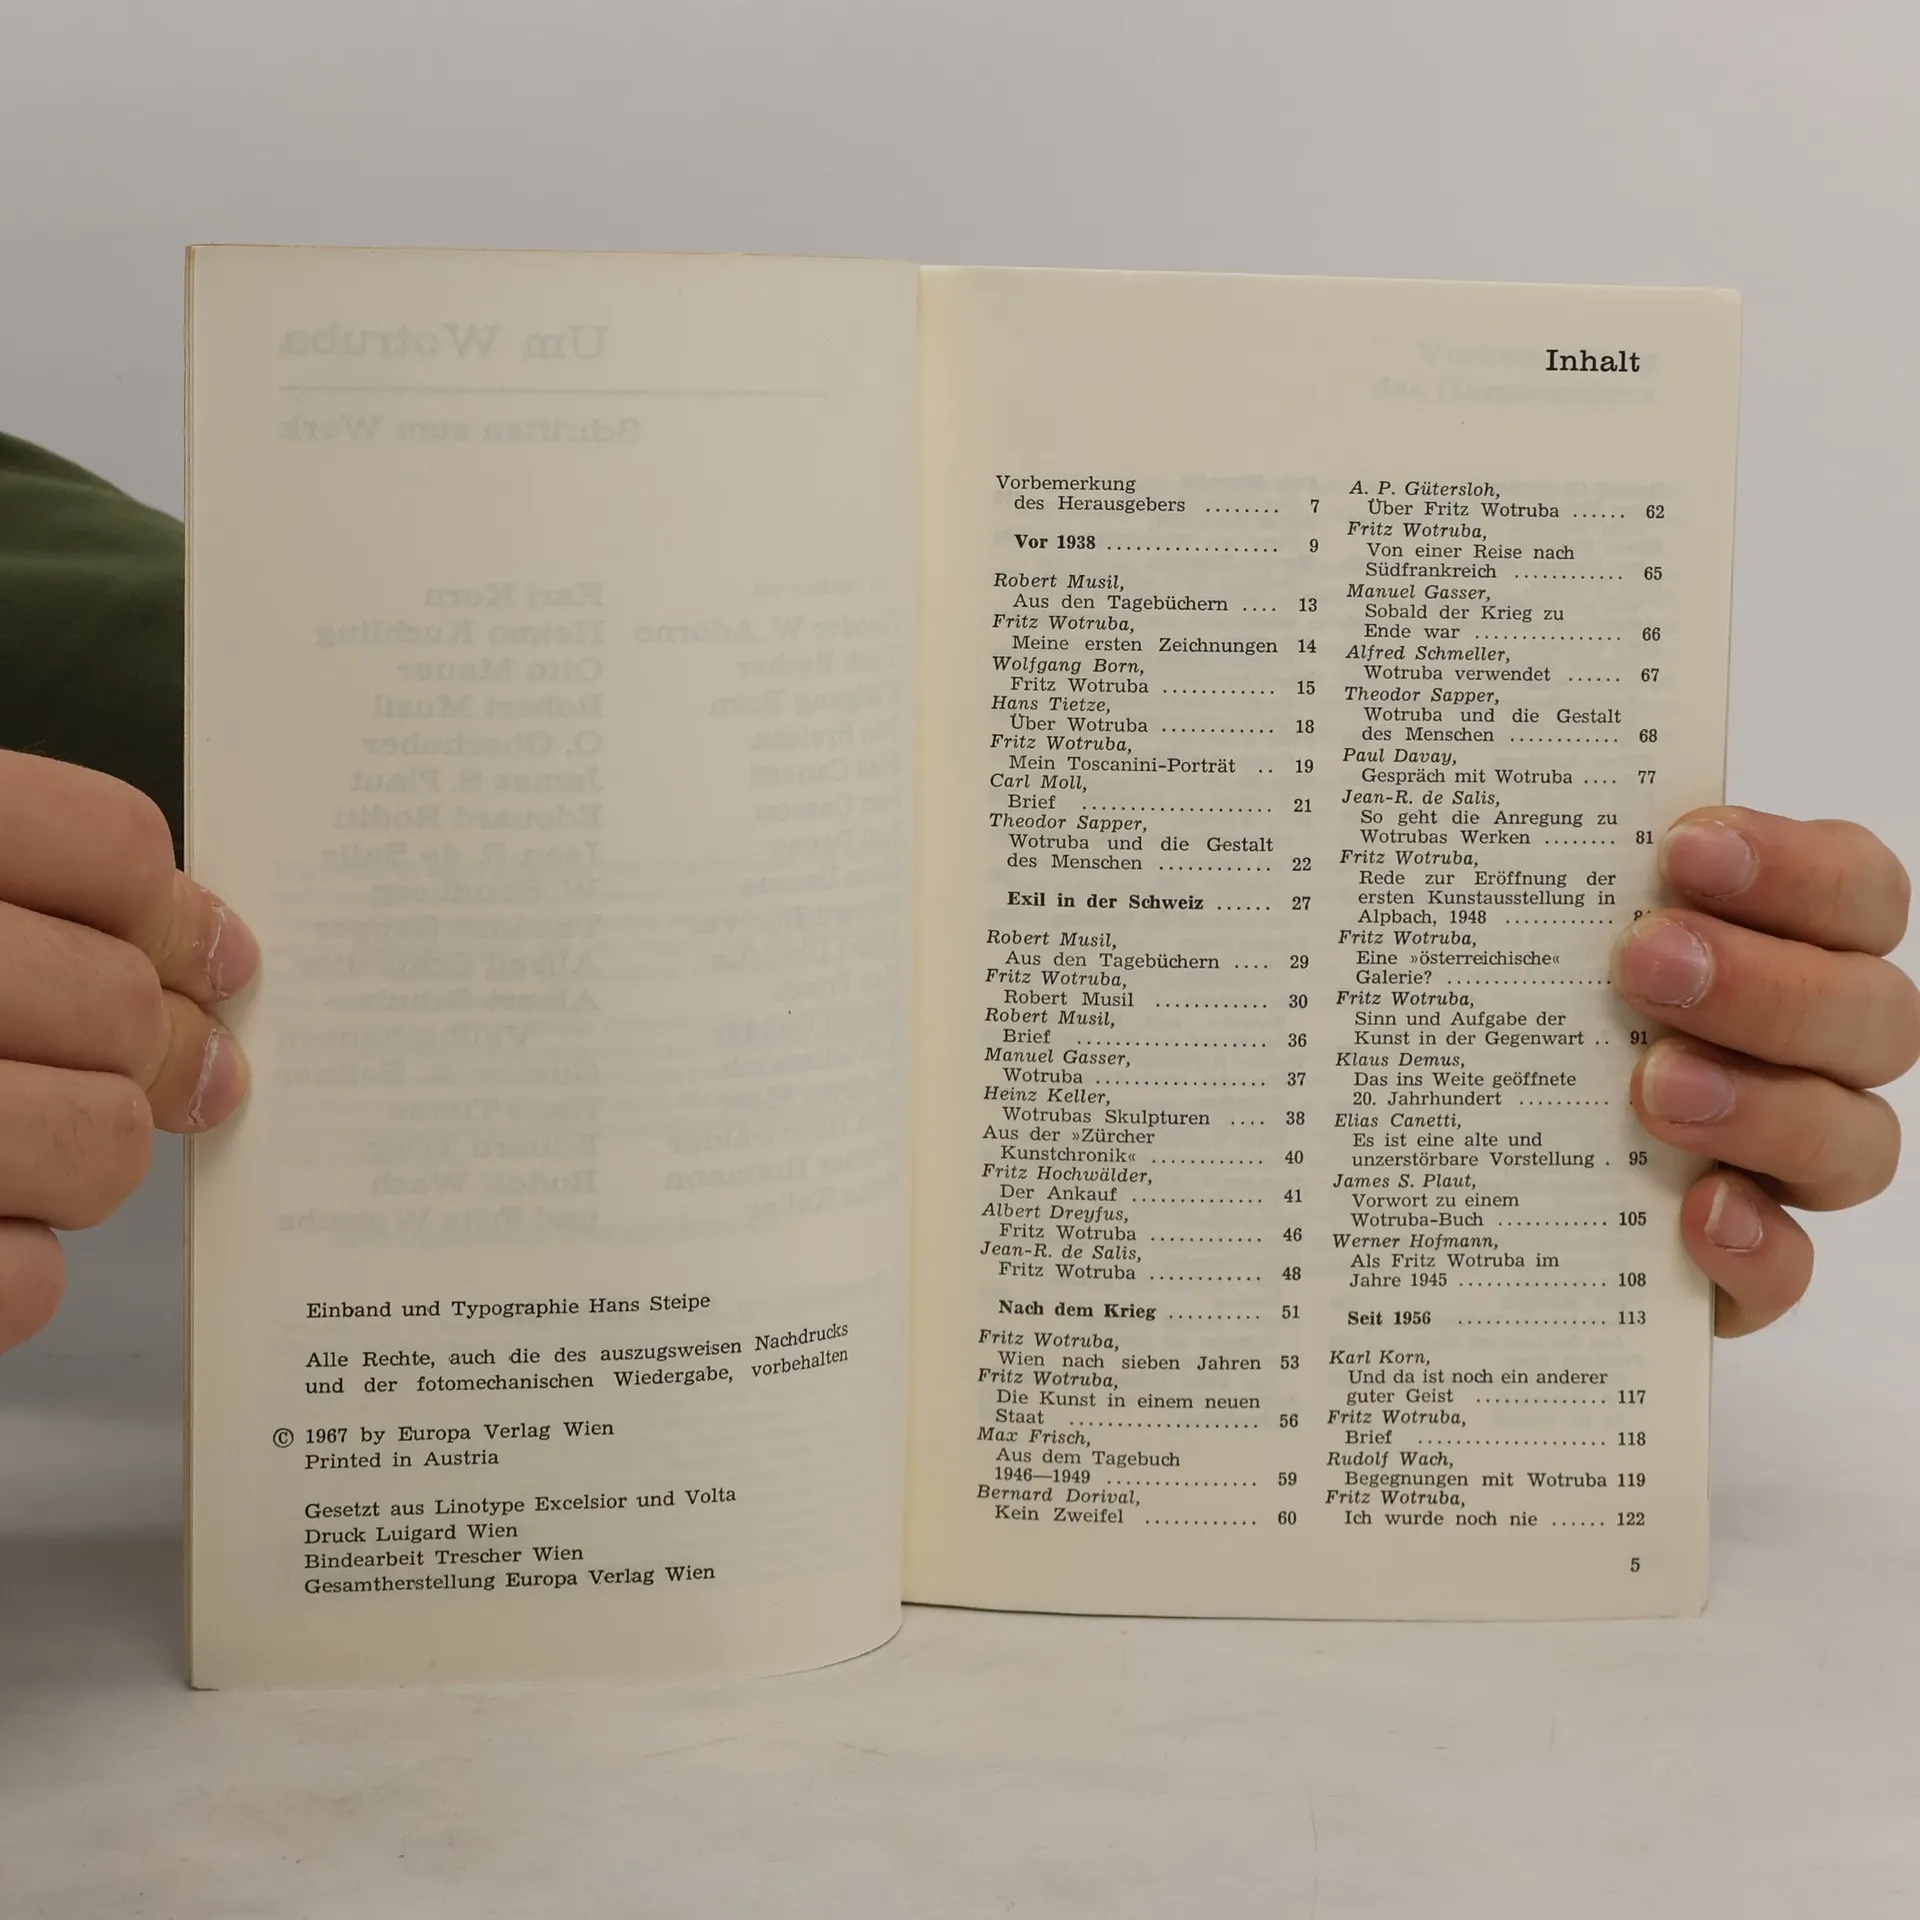 Einband und Typographie Hans Steipe
Alle Rechte, auch die des auszugsweisen Nachdrucks
und der fotomechanischen Wiedergabe, vorbehalten
© 1967 by Europa Verlag Wien
Printed in Austria
Gesetzt aus Linotype Excelsior und Volta
Druck Luigard Wien
Bindearbeit Trescher Wien
Gesamtherstellung Europa Verlag Wien
Inhalt
Vorbemerkung
des Herausgebers ........ 7
Vor 1938 .................. 9
Robert Musil,
Aus den Tagebüchern .... 13
Fritz Wotruba,
Meine ersten Zeichnungen 14
Wolfgang Born,
Fritz Wotruba ............ 15
Hans Tietze,
Über Wotruba ............ 18
Fritz Wotruba,
Mein Toscanini-Porträt .. 19
Carl Moll,
Brief .................... 21
Theodor Sapper,
Wotruba und die Gestalt
des Menschen ............ 22
Exil in der Schweiz ...... 27
Robert Musil,
Aus den Tagebüchern .... 29
Fritz Wotruba,
Robert Musil ............ 30
Robert Musil,
Brief .................... 36
Manuel Gasser,
Wotruba .................. 37
Heinz Keller,
Wotrubas Skulpturen .... 38
Aus der »Zürcher
Kunstchronik« ............ 40
Fritz Hochwälder,
Der Ankauf .............. 41
Albert Dreyfus,
Fritz Wotruba ............ 46
Jean-R. de Salis,
Fritz Wotruba ............ 48
Nach dem Krieg .......... 51
Fritz Wotruba,
Wien nach sieben Jahren 53
Fritz Wotruba,
Die Kunst in einem neuen
Staat .................... 56
Max Frisch,
Aus dem Tagebuch
1946—1949 ................ 59
Bernard Dorival,
Kein Zweifel ............ 60
A. P. Gütersloh,
Über Fritz Wotruba ...... 62
Fritz Wotruba,
Von einer Reise nach
Südfrankreich ............ 65
Manuel Gasser,
Sobald der Krieg zu
Ende war ................ 66
Alfred Schmeller,
Wotruba verwendet ...... 67
Theodor Sapper,
Wotruba und die Gestalt
des Menschen ............ 68
Paul Davay,
Gespräch mit Wotruba .... 77
Jean-R. de Salis,
So geht die Anregung zu
Wotrubas Werken ........ 81
Fritz Wotruba,
Rede zur Eröffnung der
ersten Kunstausstellung in
Alpbach, 1948 ............
Fritz Wotruba,
Eine »österreichische«
Galerie? ..................
Fritz Wotruba,
Sinn und Aufgabe der
Kunst in der Gegenwart .. 91
Klaus Demus,
Das ins Weite geöffnete
20. Jahrhundert ..........
Elias Canetti,
Es ist eine alte und
unzerstörbare Vorstellung . 95
James S. Plaut,
Vorwort zu einem
Wotruba-Buch ............ 105
Werner Hofmann,
Als Fritz Wotruba im
Jahre 1945 ................ 108
Seit 1956 ................ 113
Karl Korn,
Und da ist noch ein anderer
guter Geist .............. 117
Fritz Wotruba,
Brief .................... 118
Rudolf Wach,
Begegnungen mit Wotruba 119
Fritz Wotruba,
Ich wurde noch nie ...... 122
5